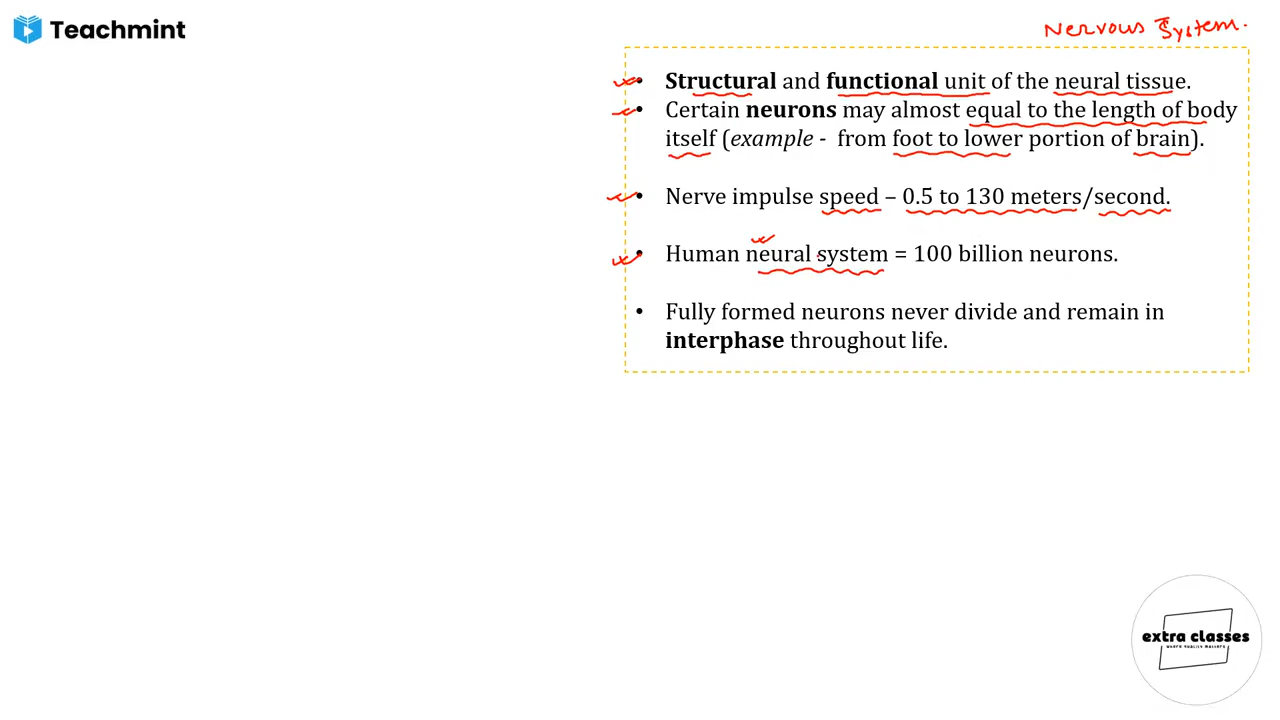 Teachmint
Nervous System.
• Structural and functional unit of the neural tissue.
• Certain neurons may almost equal to the length of body
itself (example - from foot to lower portion of brain).
• Nerve impulse speed – 0.5 to 130 meters/second.
• Human neural system = 100 billion neurons.
• Fully formed neurons never divide and remain in
interphase throughout life.
extra classes
WHERE QUALITY MATTERS